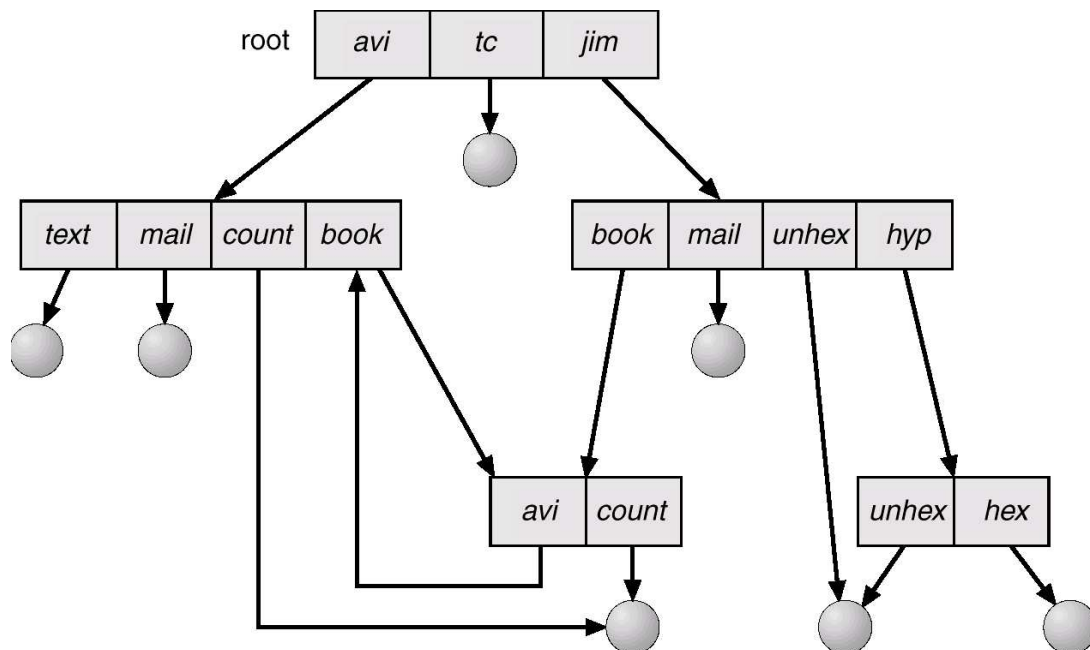 root avi tc jim
text mail count book
book mail unhex hyp
avi count
unhex hex